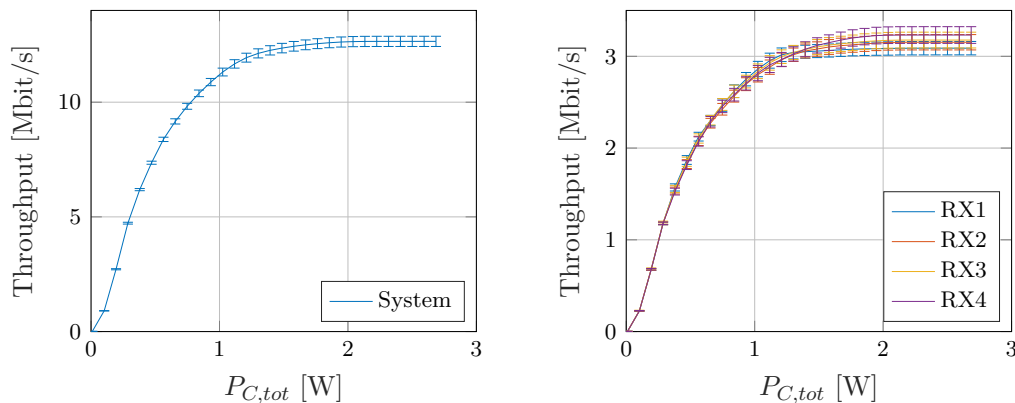 Throughput [Mbit/s]
10
5
0
0 1 2 3
P_{C,tot} [W]
System
Throughput [Mbit/s]
3
2
1
0
0 1 2 3
P_{C,tot} [W]
RX1
RX2
RX3
RX4